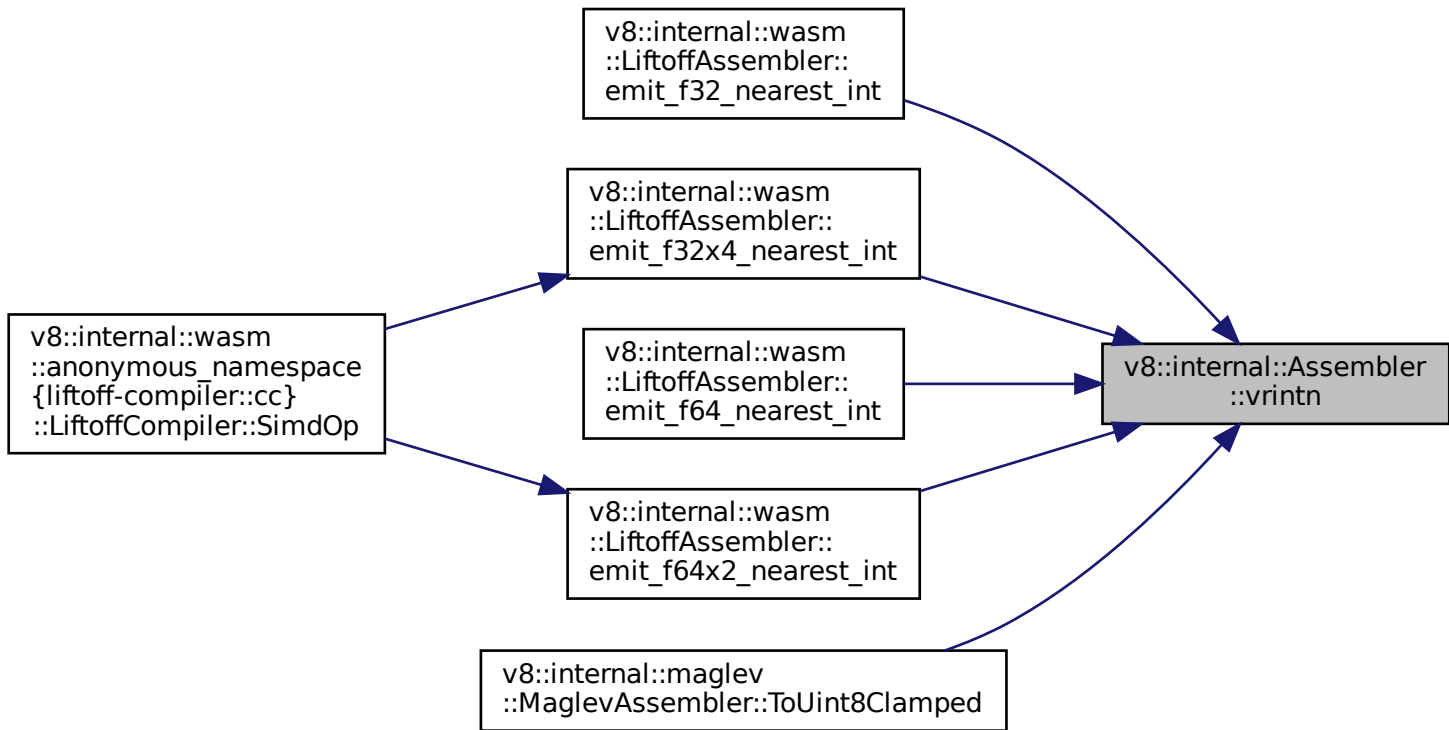 v8::internal::wasm
::LiftoffAssembler::
emit_f32_nearest_int
v8::internal::wasm
::LiftoffAssembler::
emit_f32x4_nearest_int
v8::internal::wasm
::anonymous_namespace
{liftoff-compiler::cc}
::LiftoffCompiler::SimdOp
v8::internal::wasm
::LiftoffAssembler::
emit_f64_nearest_int
v8::internal::Assembler
::vrintn
v8::internal::wasm
::LiftoffAssembler::
emit_f64x2_nearest_int
v8::internal::maglev
::MaglevAssembler::ToUint8Clamped